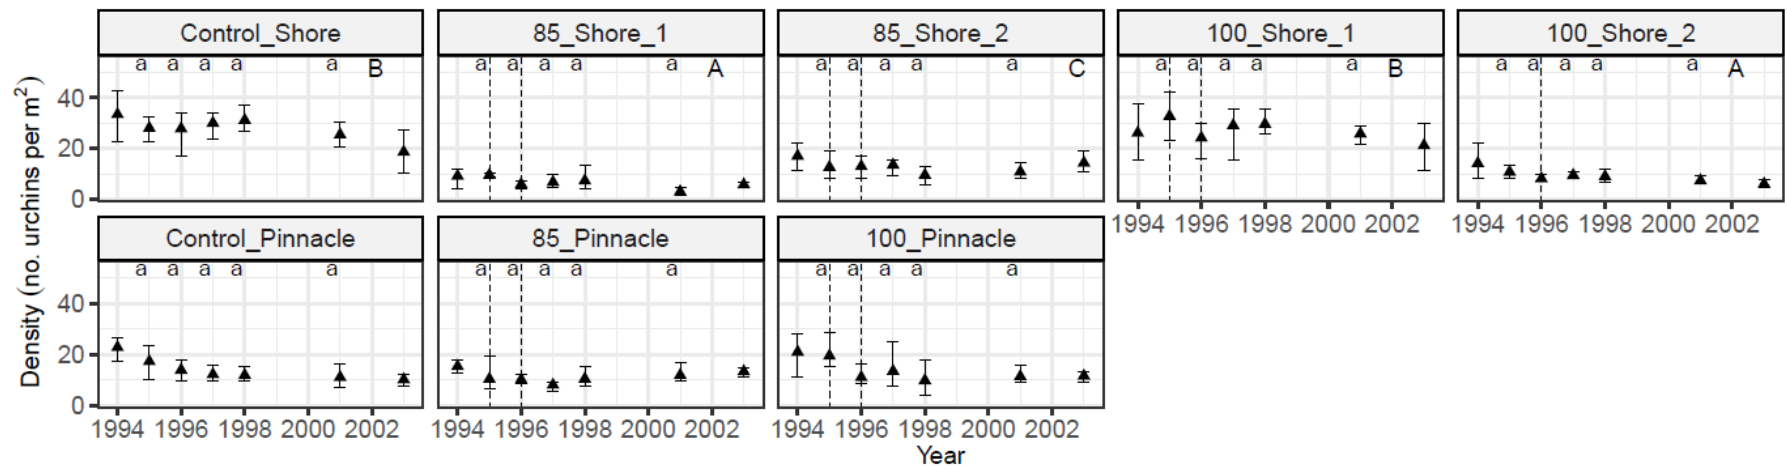 Control_Shore 85_Shore_1 85_Shore_2 100_Shore_1 100_Shore_2
a a a a a B a a a a a A a a a a a C a a a a a B a a a a a A
40
20
0
1994 1996 1998 2000 2002 1994 1996 1998 2000 2002
Control_Pinnacle 85_Pinnacle 100_Pinnacle
a a a a a a a a a a a a a a a
40
20
0
1994 1996 1998 2000 2002 1994 1996 1998 2000 2002 1994 1996 1998 2000 2002
Year
Density (no. urchins per m²)